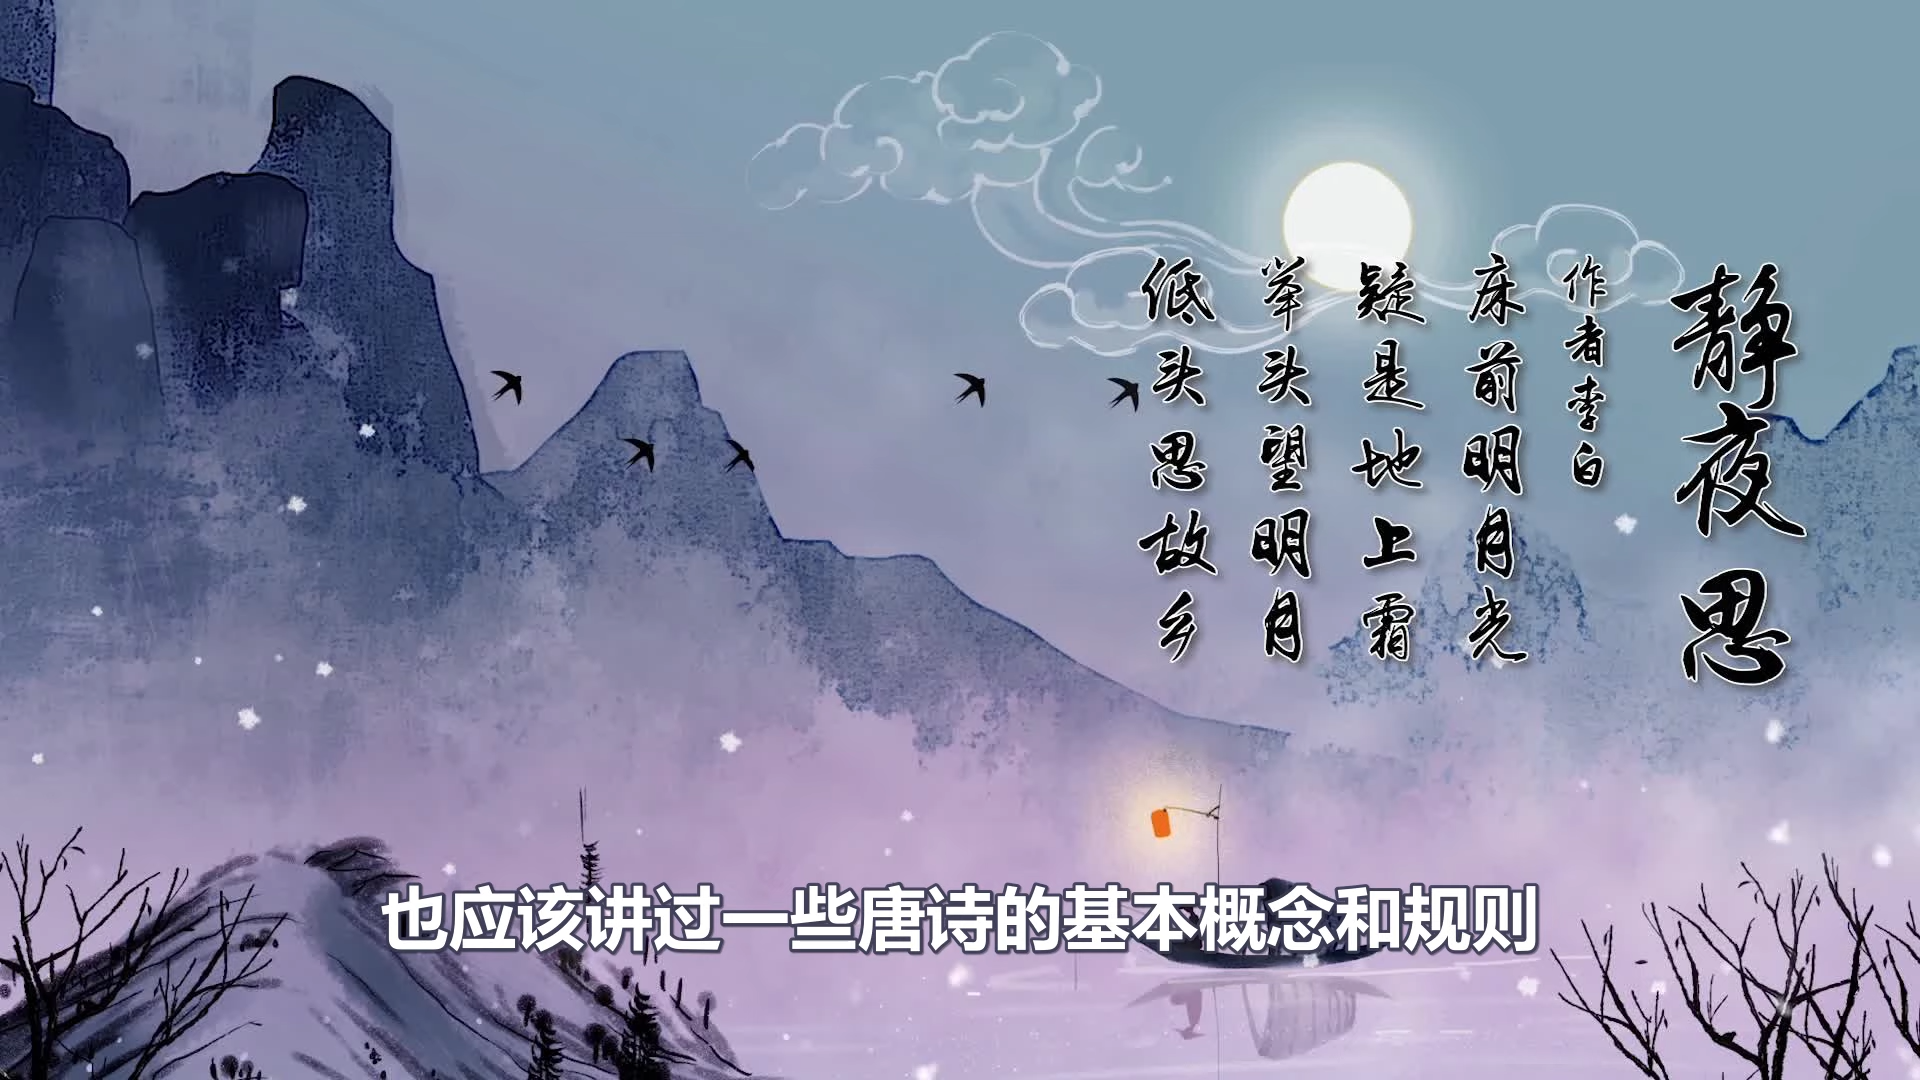 静夜思
作者李白
床前明月光
疑是地上霜
举头望明月
低头思故乡
也应该讲过一些唐诗的基本概念和规则